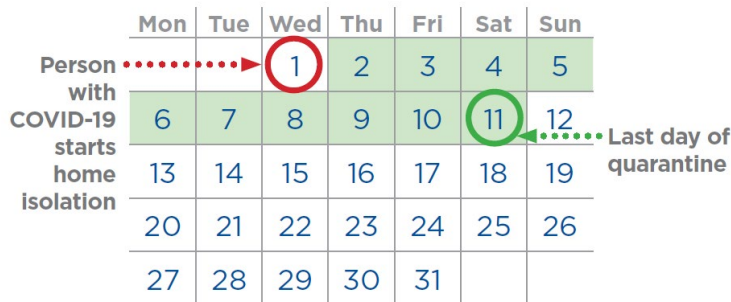 Mon Tue Wed Thu Fri Sat Sun
Person
with
COVID-19
starts
home
isolation
1 2 3 4 5
6 7 8 9 10 11 12
13 14 15 16 17 18 19
20 21 22 23 24 25 26
27 28 29 30 31
Last day of
quarantine